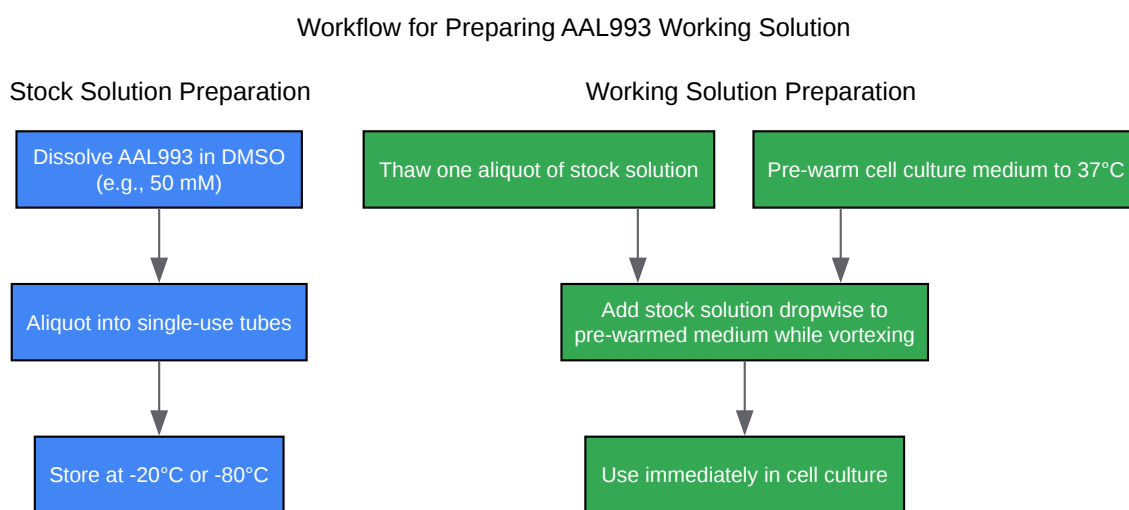 Workflow for Preparing AAL993 Working Solution
Stock Solution Preparation
Dissolve AAL993 in DMSO
(e.g., 50 mM)
Aliquot into single-use tubes
Store at -20°C or -80°C
Working Solution Preparation
Thaw one aliquot of stock solution
Pre-warm cell culture medium to 37°C
Add stock solution dropwise to
pre-warmed medium while vortexing
Use immediately in cell culture